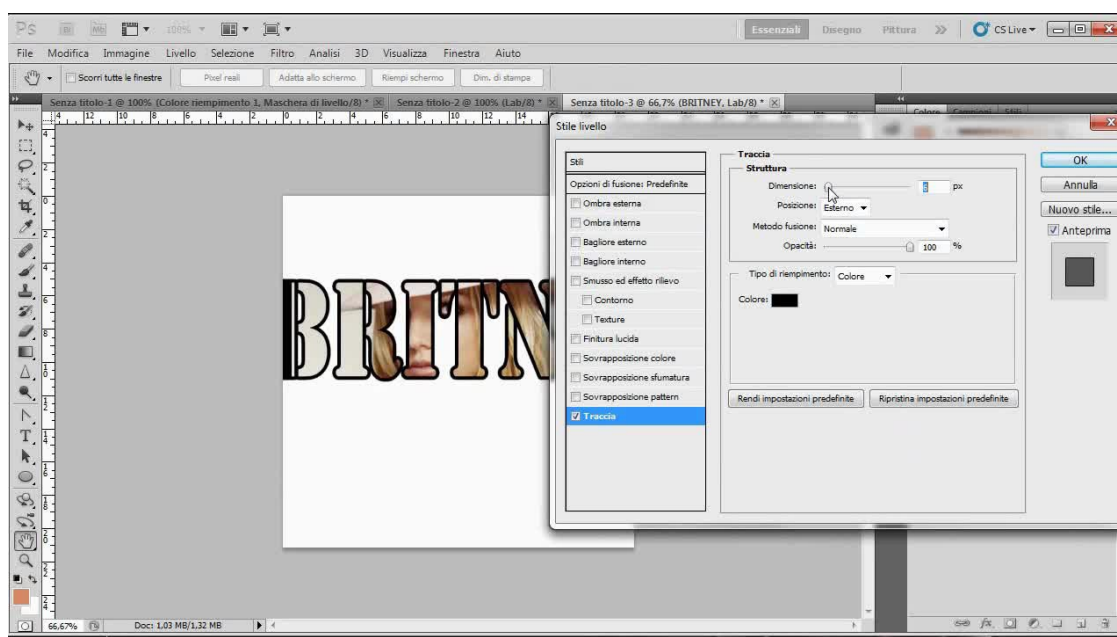 Ps Mb 100% Essenziali Disegno Pittura >> CS Live
File Modifica Immagine Livello Selezione Filtro Analisi 3D Visualizza Finestra Aiuto
Scorri tutte le finestre Pixel reali Adatta allo schermo Riempi schermo Dim. di stampa
Senza titolo-1 @ 100% (Colore riempimento 1, Maschera di livello/8) * Senza titolo-2 @ 100% (Lab/8) * Senza titolo-3 @ 66,7% (BRITNEY, Lab/8) *
Colore Campioni Stili
Stile livello
Stili
Opzioni di fusione: Predefinite
Ombra esterna
Ombra interna
Bagliore esterno
Bagliore interno
Smusso ed effetto rilievo
Contorno
Texture
Finitura lucida
Sovrapposizione colore
Sovrapposizione sfumatura
Sovrapposizione pattern
Traccia
Traccia
Struttura
Dimensione: 6 px
Posizione: Esterno
Metodo fusione: Normale
Opacità: 100 %
Tipo di riempimento: Colore
Colore:
Rendi impostazioni predefinite Ripristina impostazioni predefinite
OK
Annulla
Nuovo stile...
Anteprima
BRITN
66,67% Doc: 1,03 MB/1,32 MB